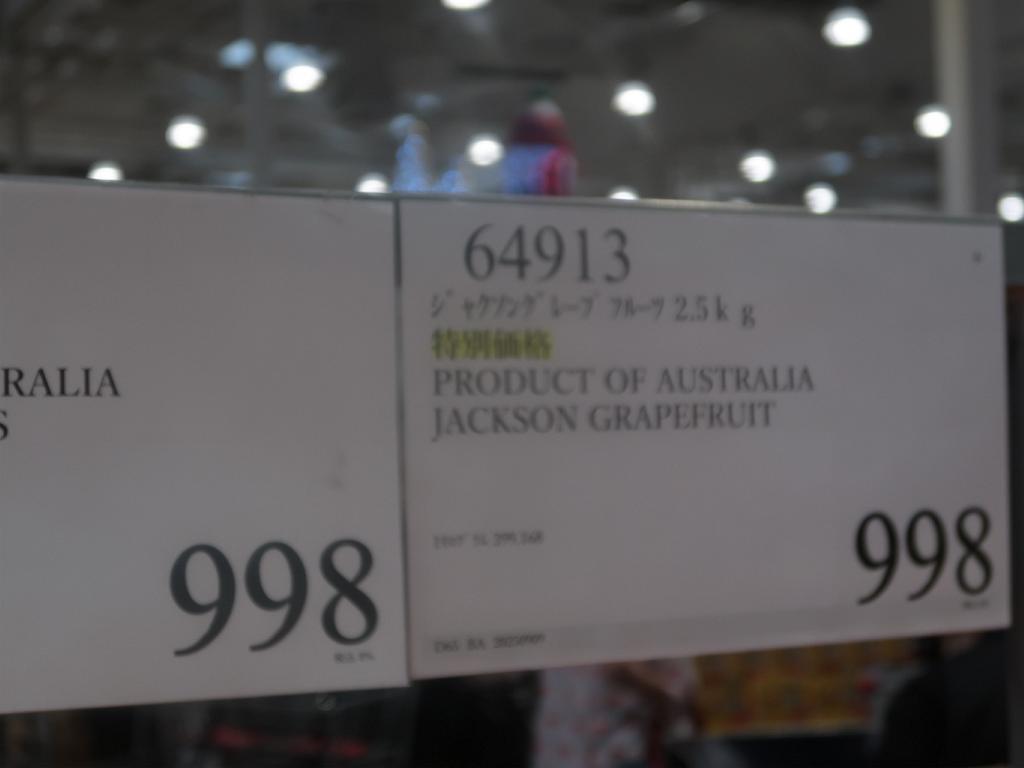 RALIA
S
998
64913
ジャクソングレープフルーツ 2.5kg
特別価格
PRODUCT OF AUSTRALIA
JACKSON GRAPEFRUIT
998